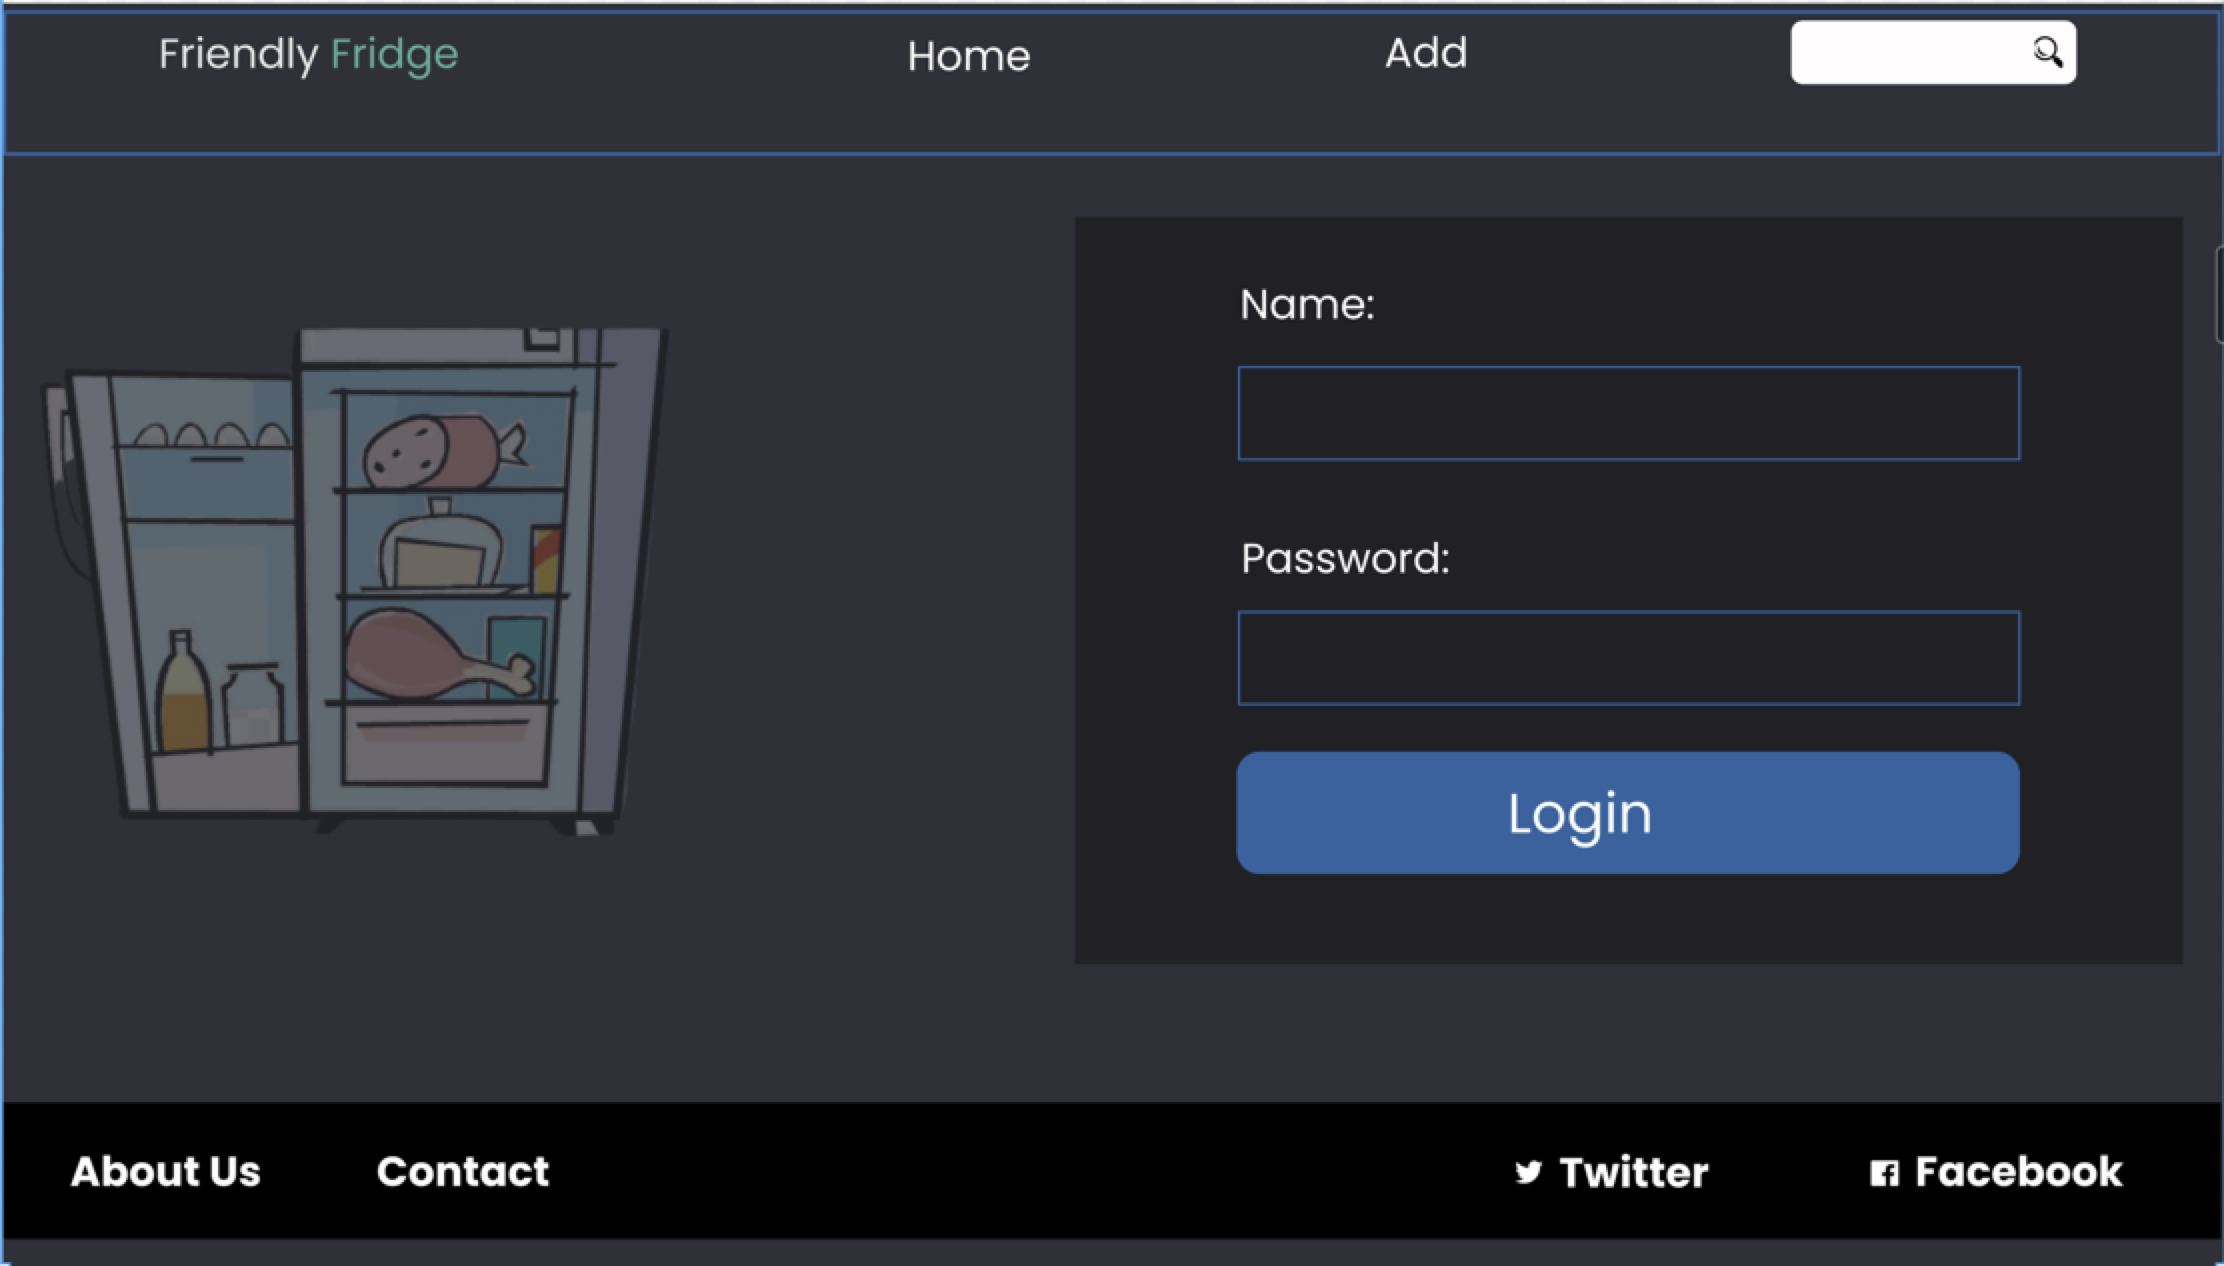 Friendly Fridge
Home
Add
Name:
Password:
Login
About Us
Contact
Twitter
Facebook